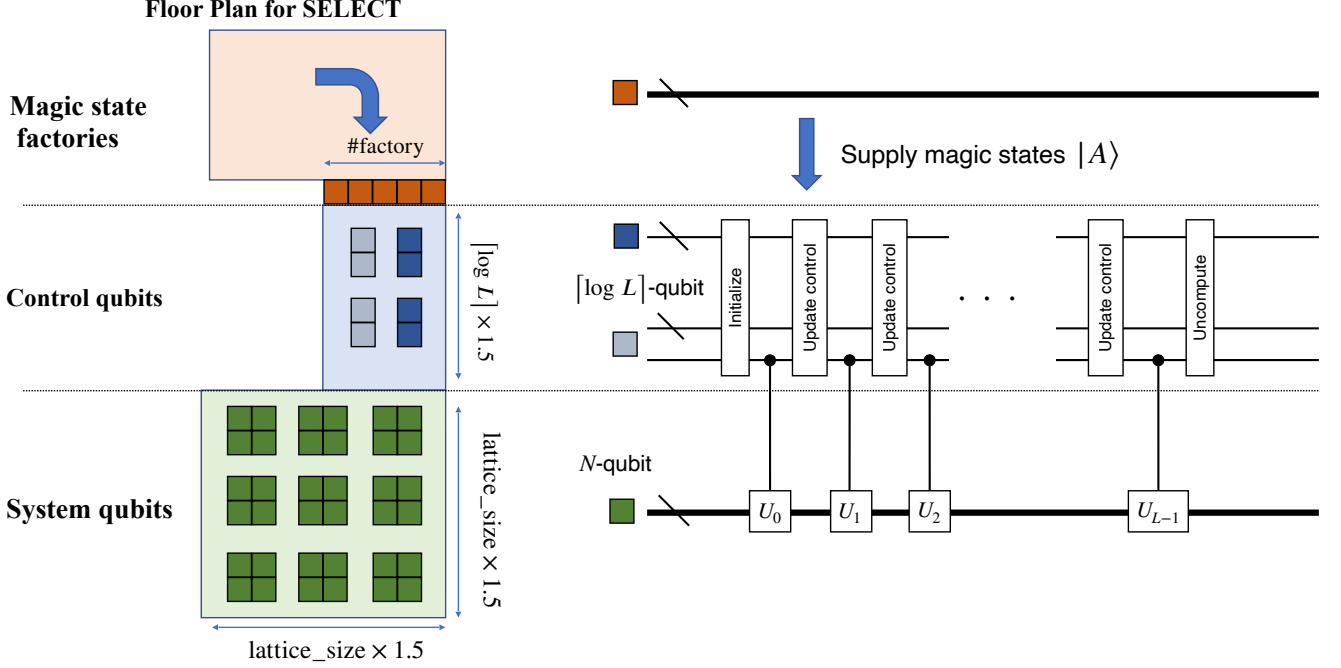 Floor Plan for SELECT
Magic state
factories
#factory
Supply magic states |A⟩
Control qubits
⌈log L⌉ × 1.5
⌈log L⌉-qubit
Initialize
Update control
Update control
. . .
Update control
Uncompute
System qubits
lattice_size × 1.5
lattice_size × 1.5
N-qubit
U₀
U₁
U₂
U_{L−1}